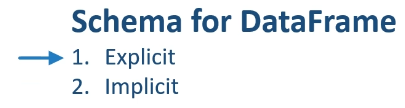 Schema for DataFrame
1. Explicit
2. Implicit